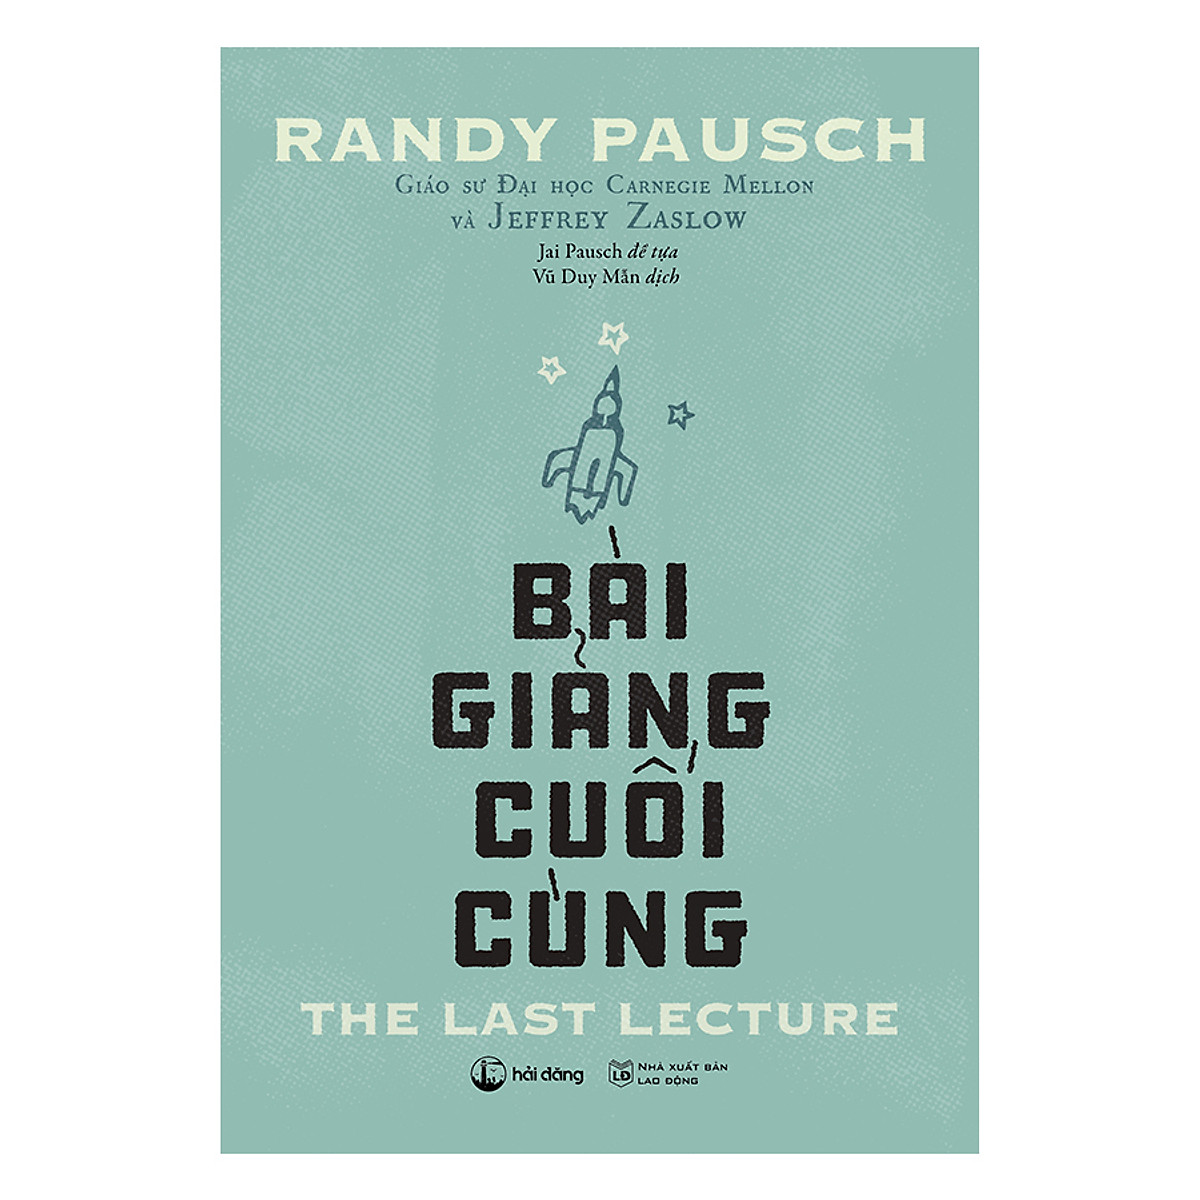 RANDY PAUSCH
GIÁO SƯ ĐẠI HỌC CARNEGIE MELLON
VÀ JEFFREY ZASLOW
Jai Pausch đề tựa
Vũ Duy Mẫn dịch
BÀI
GIẢNG
CUỐI
CÙNG
THE LAST LECTURE
hải đăng
LĐ
NHÀ XUẤT BẢN
LAO ĐỘNG